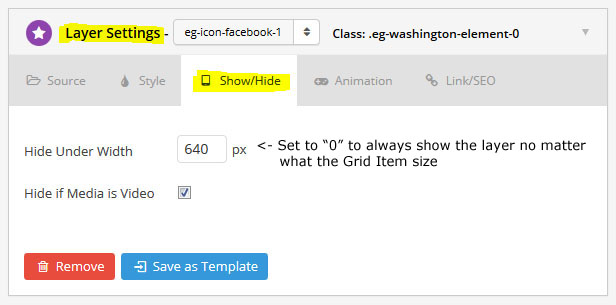 Layer Settings - eg-icon-facebook-1 Class: .eg-washington-element-0
Source Style Show/Hide Animation Link/SEO
Hide Under Width 640 px <- Set to “0” to always show the layer no matter
what the Grid Item size
Hide if Media is Video
Remove Save as Template